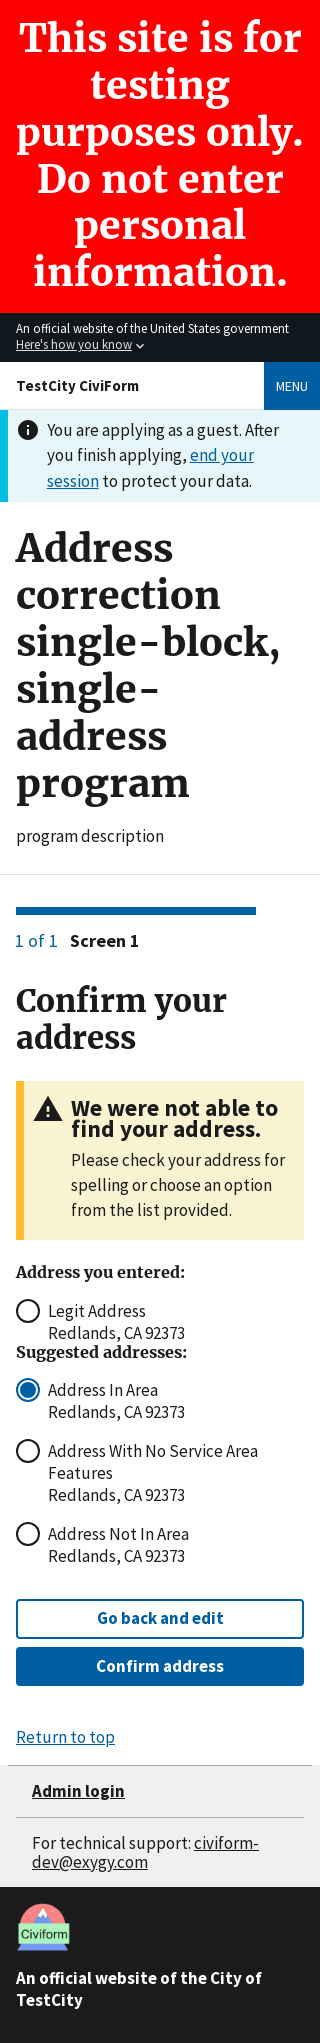 This site is for
testing
purposes only.
Do not enter
personal
information.
An official website of the United States government
Here's how you know
TestCity CiviForm
MENU
You are applying as a guest. After
you finish applying, end your
session to protect your data.
Address
correction
single-block,
single-
address
program
program description
1 of 1 Screen 1
Confirm your
address
We were not able to
find your address.
Please check your address for
spelling or choose an option
from the list provided.
Address you entered:
Legit Address
Redlands, CA 92373
Suggested addresses:
Address In Area
Redlands, CA 92373
Address With No Service Area
Features
Redlands, CA 92373
Address Not In Area
Redlands, CA 92373
Go back and edit
Confirm address
Return to top
Admin login
For technical support: civiform-
dev@exygy.com
Civiform
An official website of the City of
TestCity